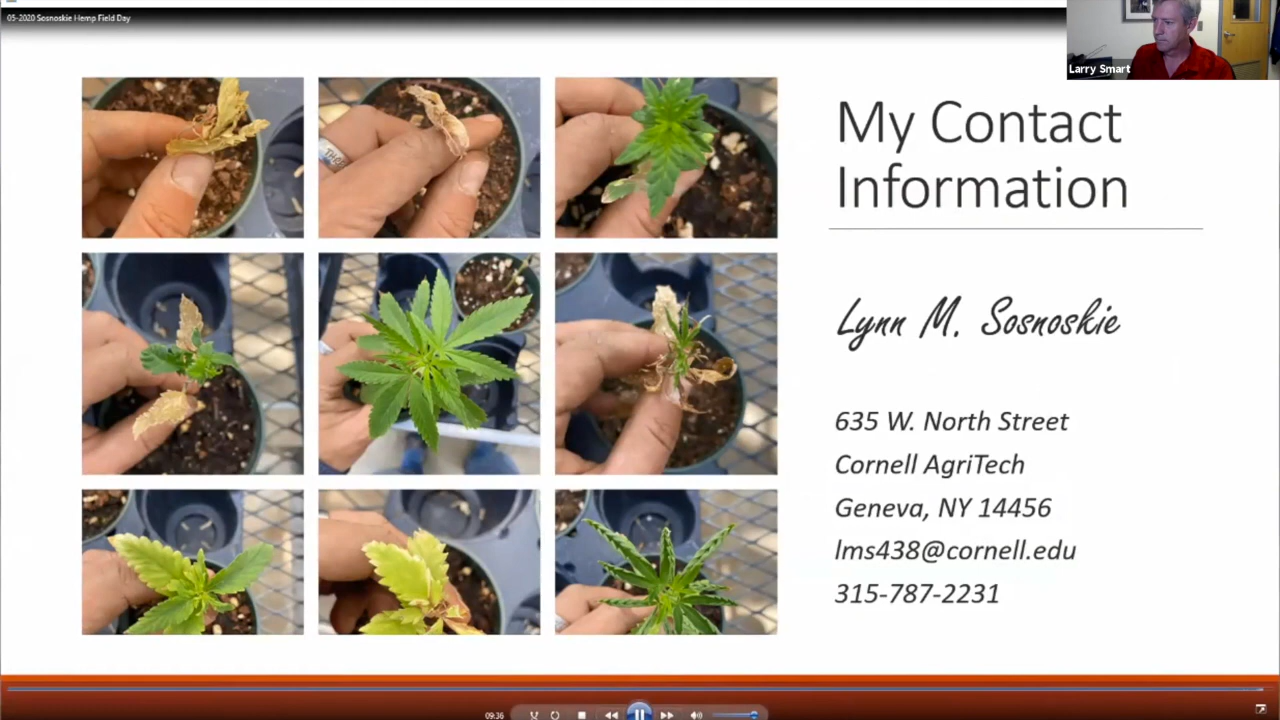 05-2020 Sosnoskie Hemp Field Day
Larry Smart
My Contact
Information
Lynn M. Sosnoskie
635 W. North Street
Cornell AgriTech
Geneva, NY 14456
lms438@cornell.edu
315-787-2231
09:36